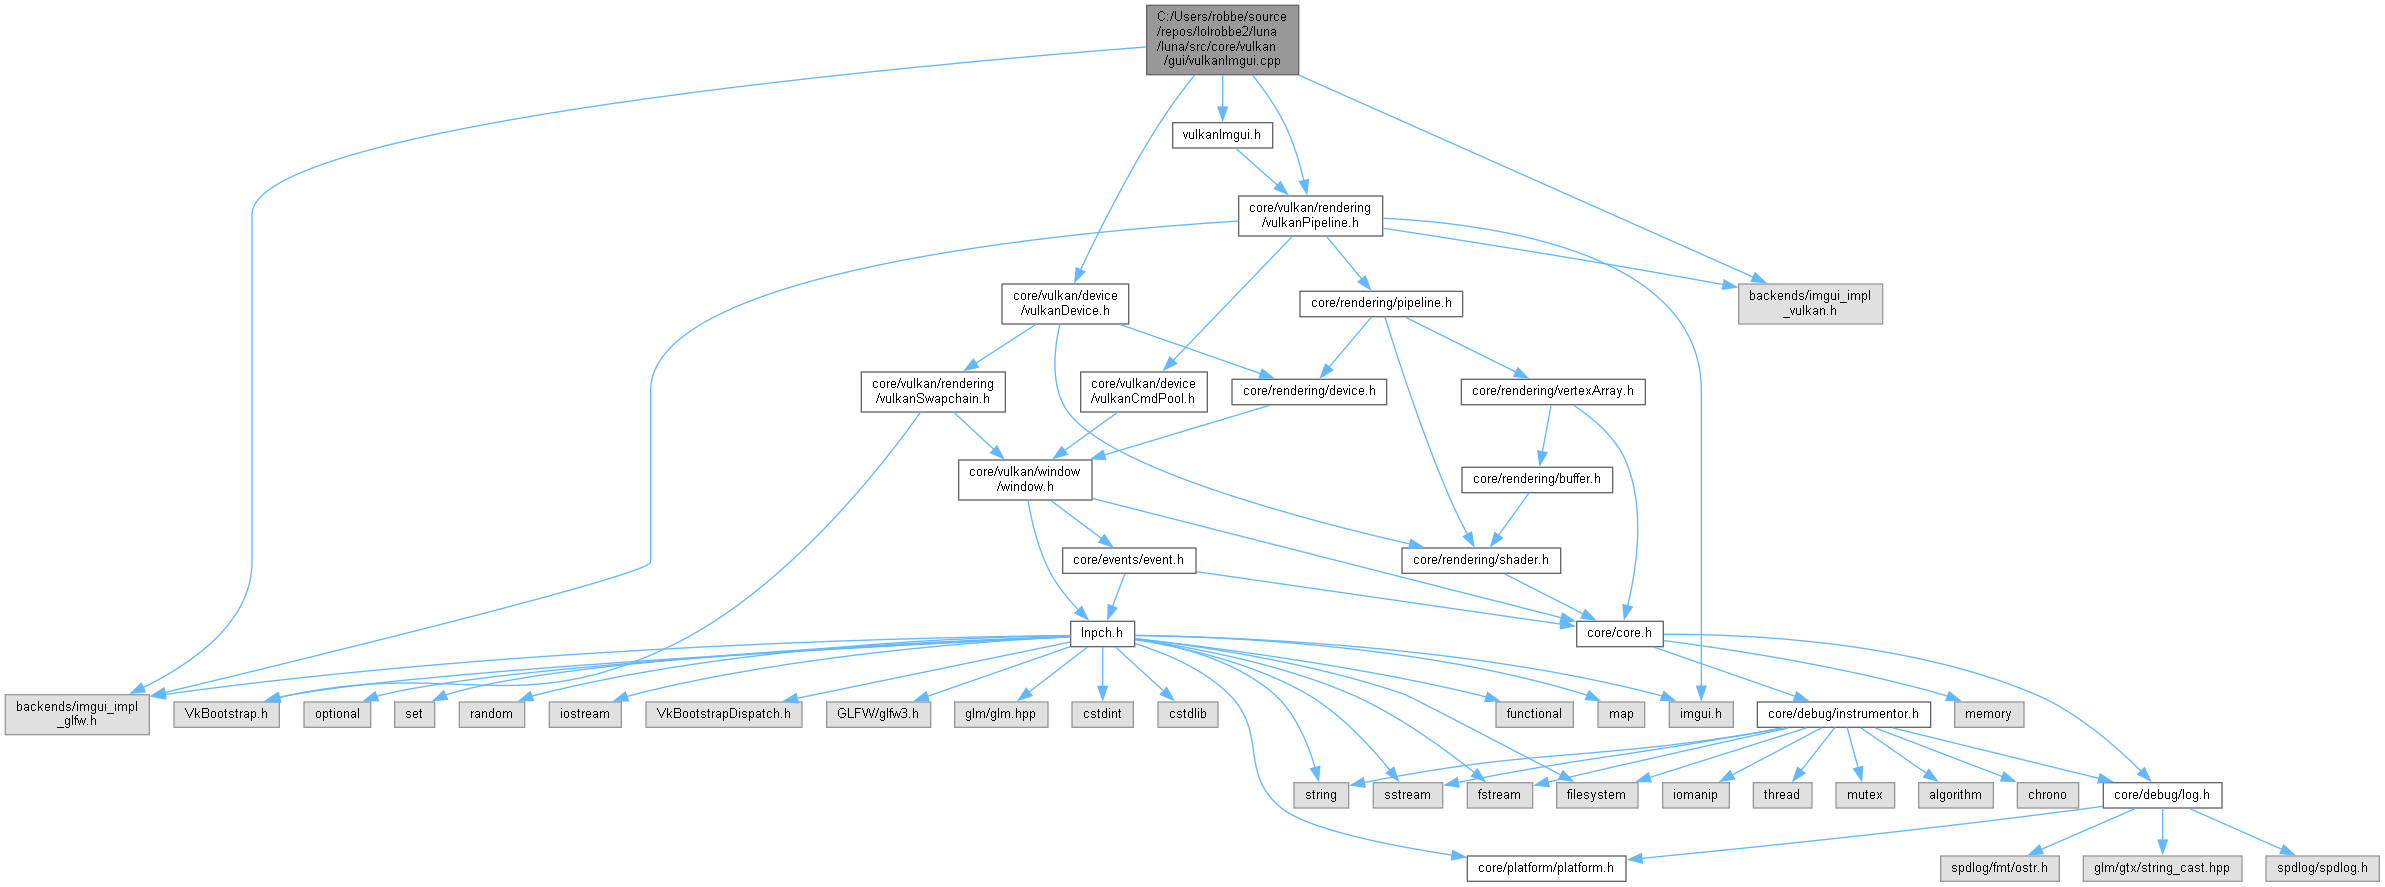 C:/Users/robbe/source
/repos/lolrobbe2/luna
/luna/src/core/vulkan
/gui/vulkanImgui.cpp
vulkanImgui.h
core/vulkan/rendering
/vulkanPipeline.h
core/vulkan/device
/vulkanDevice.h
core/rendering/pipeline.h
backends/imgui_impl
_vulkan.h
core/vulkan/rendering
/vulkanSwapchain.h
core/vulkan/device
/vulkanCmdPool.h
core/rendering/device.h
core/rendering/vertexArray.h
core/vulkan/window
/window.h
core/rendering/buffer.h
core/events/event.h
core/rendering/shader.h
lnpch.h
core/core.h
backends/imgui_impl
_glfw.h
VkBootstrap.h
optional
set
random
iostream
VkBootstrapDispatch.h
GLFW/glfw3.h
glm/glm.hpp
cstdint
cstdlib
functional
map
imgui.h
core/debug/instrumentor.h
memory
string
sstream
fstream
filesystem
iomanip
thread
mutex
algorithm
chrono
core/debug/log.h
core/platform/platform.h
spdlog/fmt/ostr.h
glm/gtx/string_cast.hpp
spdlog/spdlog.h